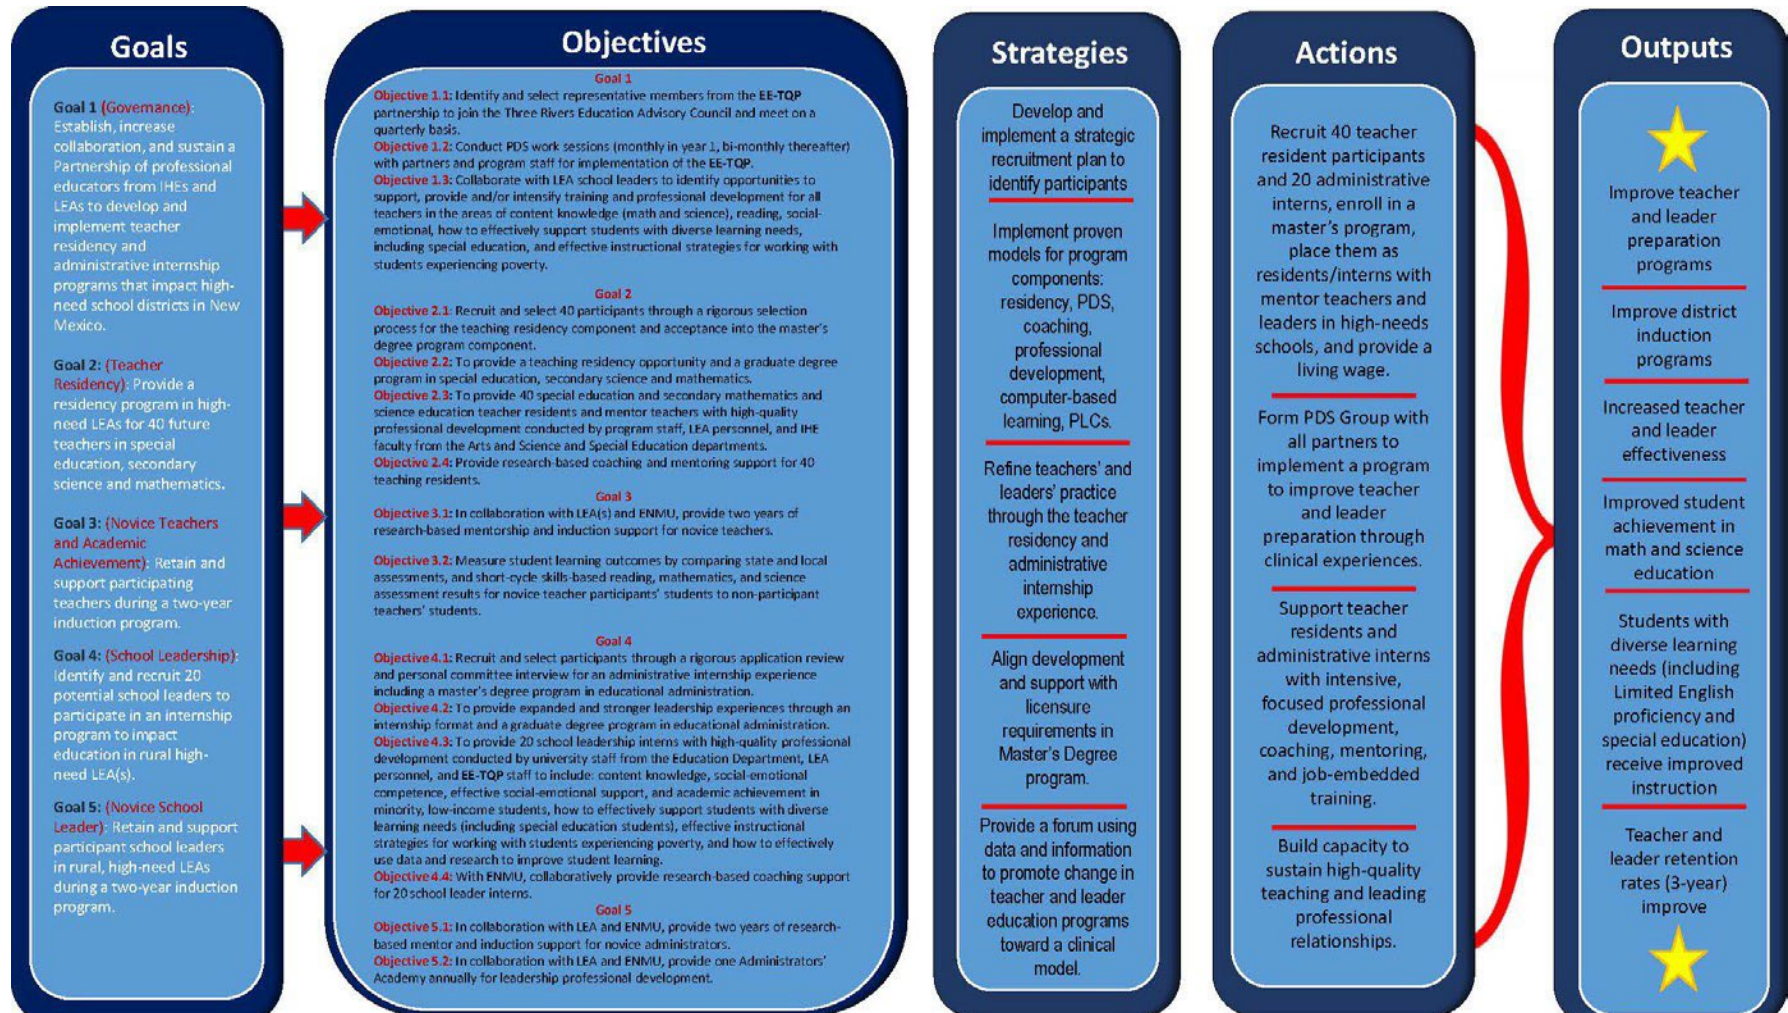 Goals
Goal 1 (Governance):
Establish, increase
collaboration, and sustain a
Partnership of professional
educators from IHEs and
LEAs to develop and
implement teacher
residency and
administrative internship
programs that impact high-
need school districts in New
Mexico.
Goal 2: (Teacher
Residency): Provide a
residency program in high-
need LEAs for 40 future
teachers in special
education, secondary
science and mathematics.
Goal 3: (Novice Teachers
and Academic
Achievement): Retain and
support participating
teachers during a two-year
induction program.
Goal 4: (School Leadership):
Identify and recruit 20
potential school leaders to
participate in an internship
program to impact
education in rural high-
need LEA(s).
Goal 5: (Novice School
Leader): Retain and support
participant school leaders
in rural, high-need LEAs
during a two-year induction
program.
Objectives
Goal 1
Objective 1.1: Identify and select representative members from the EE-TQP
partnership to join the Three Rivers Education Advisory Council and meet on a
quarterly basis.
Objective 1.2: Conduct PDS work sessions (monthly in year 1, bi-monthly thereafter)
with partners and program staff for implementation of the EE-TQP.
Objective 1.3: Collaborate with LEA school leaders to identify opportunities to
support, provide and/or intensify training and professional development for all
teachers in the areas of content knowledge (math and science), reading, social-
emotional, how to effectively support students with diverse learning needs,
including special education, and effective instructional strategies for working with
students experiencing poverty.
Goal 2
Objective 2.1: Recruit and select 40 participants through a rigorous selection
process for the teaching residency component and acceptance into the master's
degree program component.
Objective 2.2: To provide a teaching residency opportunity and a graduate degree
program in special education, secondary science and mathematics.
Objective 2.3: To provide 40 special education and secondary mathematics and
science education teacher residents and mentor teachers with high-quality
professional development conducted by program staff, LEA personnel, and IHE
faculty from the Arts and Science and Special Education departments.
Objective 2.4: Provide research-based coaching and mentoring support for 40
teaching residents.
Goal 3
Objective 3.1: In collaboration with LEA(s) and ENMU, provide two years of
research-based mentorship and induction support for novice teachers.
Objective 3.2: Measure student learning outcomes by comparing state and local
assessments, and short-cycle skills-based reading, mathematics, and science
assessment results for novice teacher participants' students to non-participant
teachers' students.
Goal 4
Objective 4.1: Recruit and select participants through a rigorous application review
and personal committee interview for an administrative internship experience
including a master's degree program in educational administration.
Objective 4.2: To provide expanded and stronger leadership experiences through an
internship format and a graduate degree program in educational administration.
Objective 4.3: To provide 20 school leadership interns with high-quality professional
development conducted by university staff from the Education Department, LEA
personnel, and EE-TQP staff to include: content knowledge, social-emotional
competence, effective social-emotional support, and academic achievement in
minority, low-income students, how to effectively support students with diverse
learning needs (including special education students), effective instructional
strategies for working with students experiencing poverty, and how to effectively
use data and research to improve student learning.
Objective 4.4: With ENMU, collaboratively provide research-based coaching support
for 20 school leader interns.
Goal 5
Objective 5.1: In collaboration with LEA and ENMU, provide two years of research-
based mentor and induction support for novice administrators.
Objective 5.2: In collaboration with LEA and ENMU, provide one Administrators'
Academy annually for leadership professional development.
Strategies
Develop and
implement a strategic
recruitment plan to
identify participants
Implement proven
models for program
components:
residency, PDS,
coaching,
professional
development,
computer-based
learning, PLCs.
Refine teachers' and
leaders' practice
through the teacher
residency and
administrative
internship
experience.
Align development
and support with
licensure
requirements in
Master's Degree
program.
Provide a forum using
data and information
to promote change in
teacher and leader
education programs
toward a clinical
model.
Actions
Recruit 40 teacher
resident participants
and 20 administrative
interns, enroll in a
master's program,
place them as
residents/interns with
mentor teachers and
leaders in high-needs
schools, and provide a
living wage.
Form PDS Group with
all partners to
implement a program
to improve teacher
and leader
preparation through
clinical experiences.
Support teacher
residents and
administrative interns
with intensive,
focused professional
development,
coaching, mentoring,
and job-embedded
training.
Build capacity to
sustain high-quality
teaching and leading
professional
relationships.
Outputs
Improve teacher
and leader
preparation
programs
Improve district
induction
programs
Increased teacher
and leader
effectiveness
Improved student
achievement in
math and science
education
Students with
diverse learning
needs (including
Limited English
proficiency and
special education)
receive improved
instruction
Teacher and
leader retention
rates (3-year)
improve